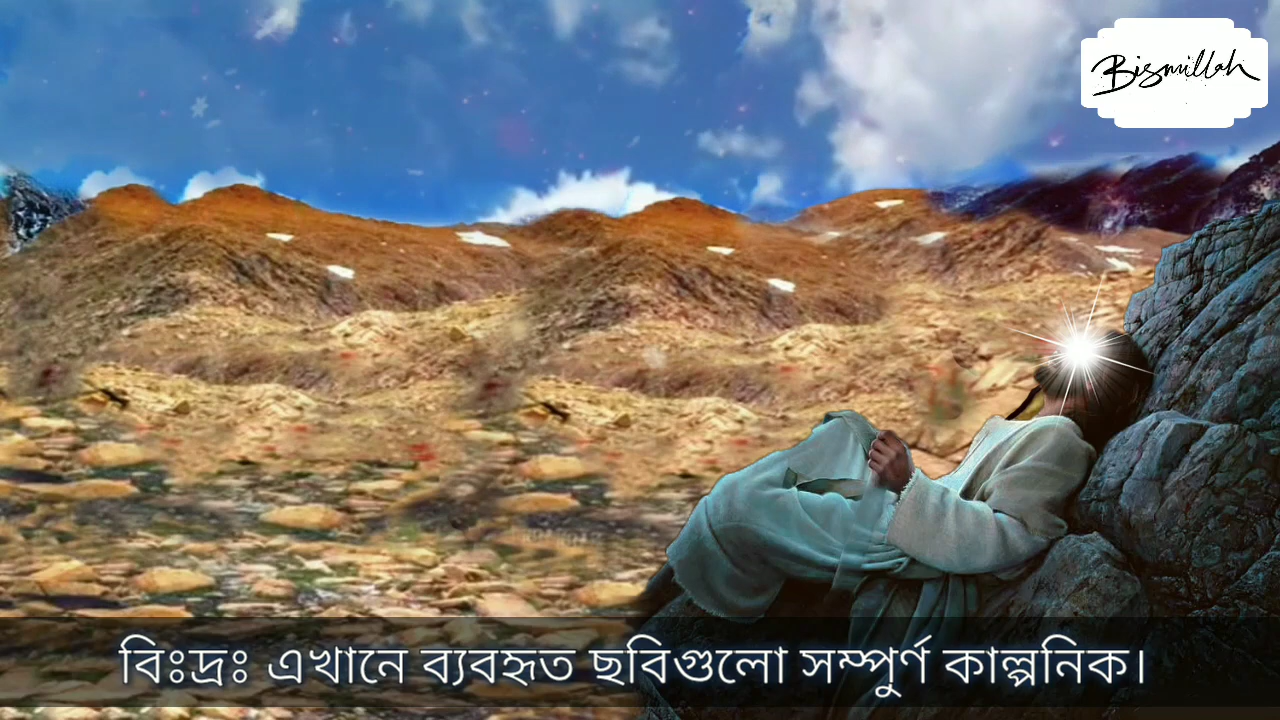 Bismillah
বিঃদ্রঃ এখানে ব্যবহৃত ছবিগুলো সম্পুর্ণ কাল্পনিক।